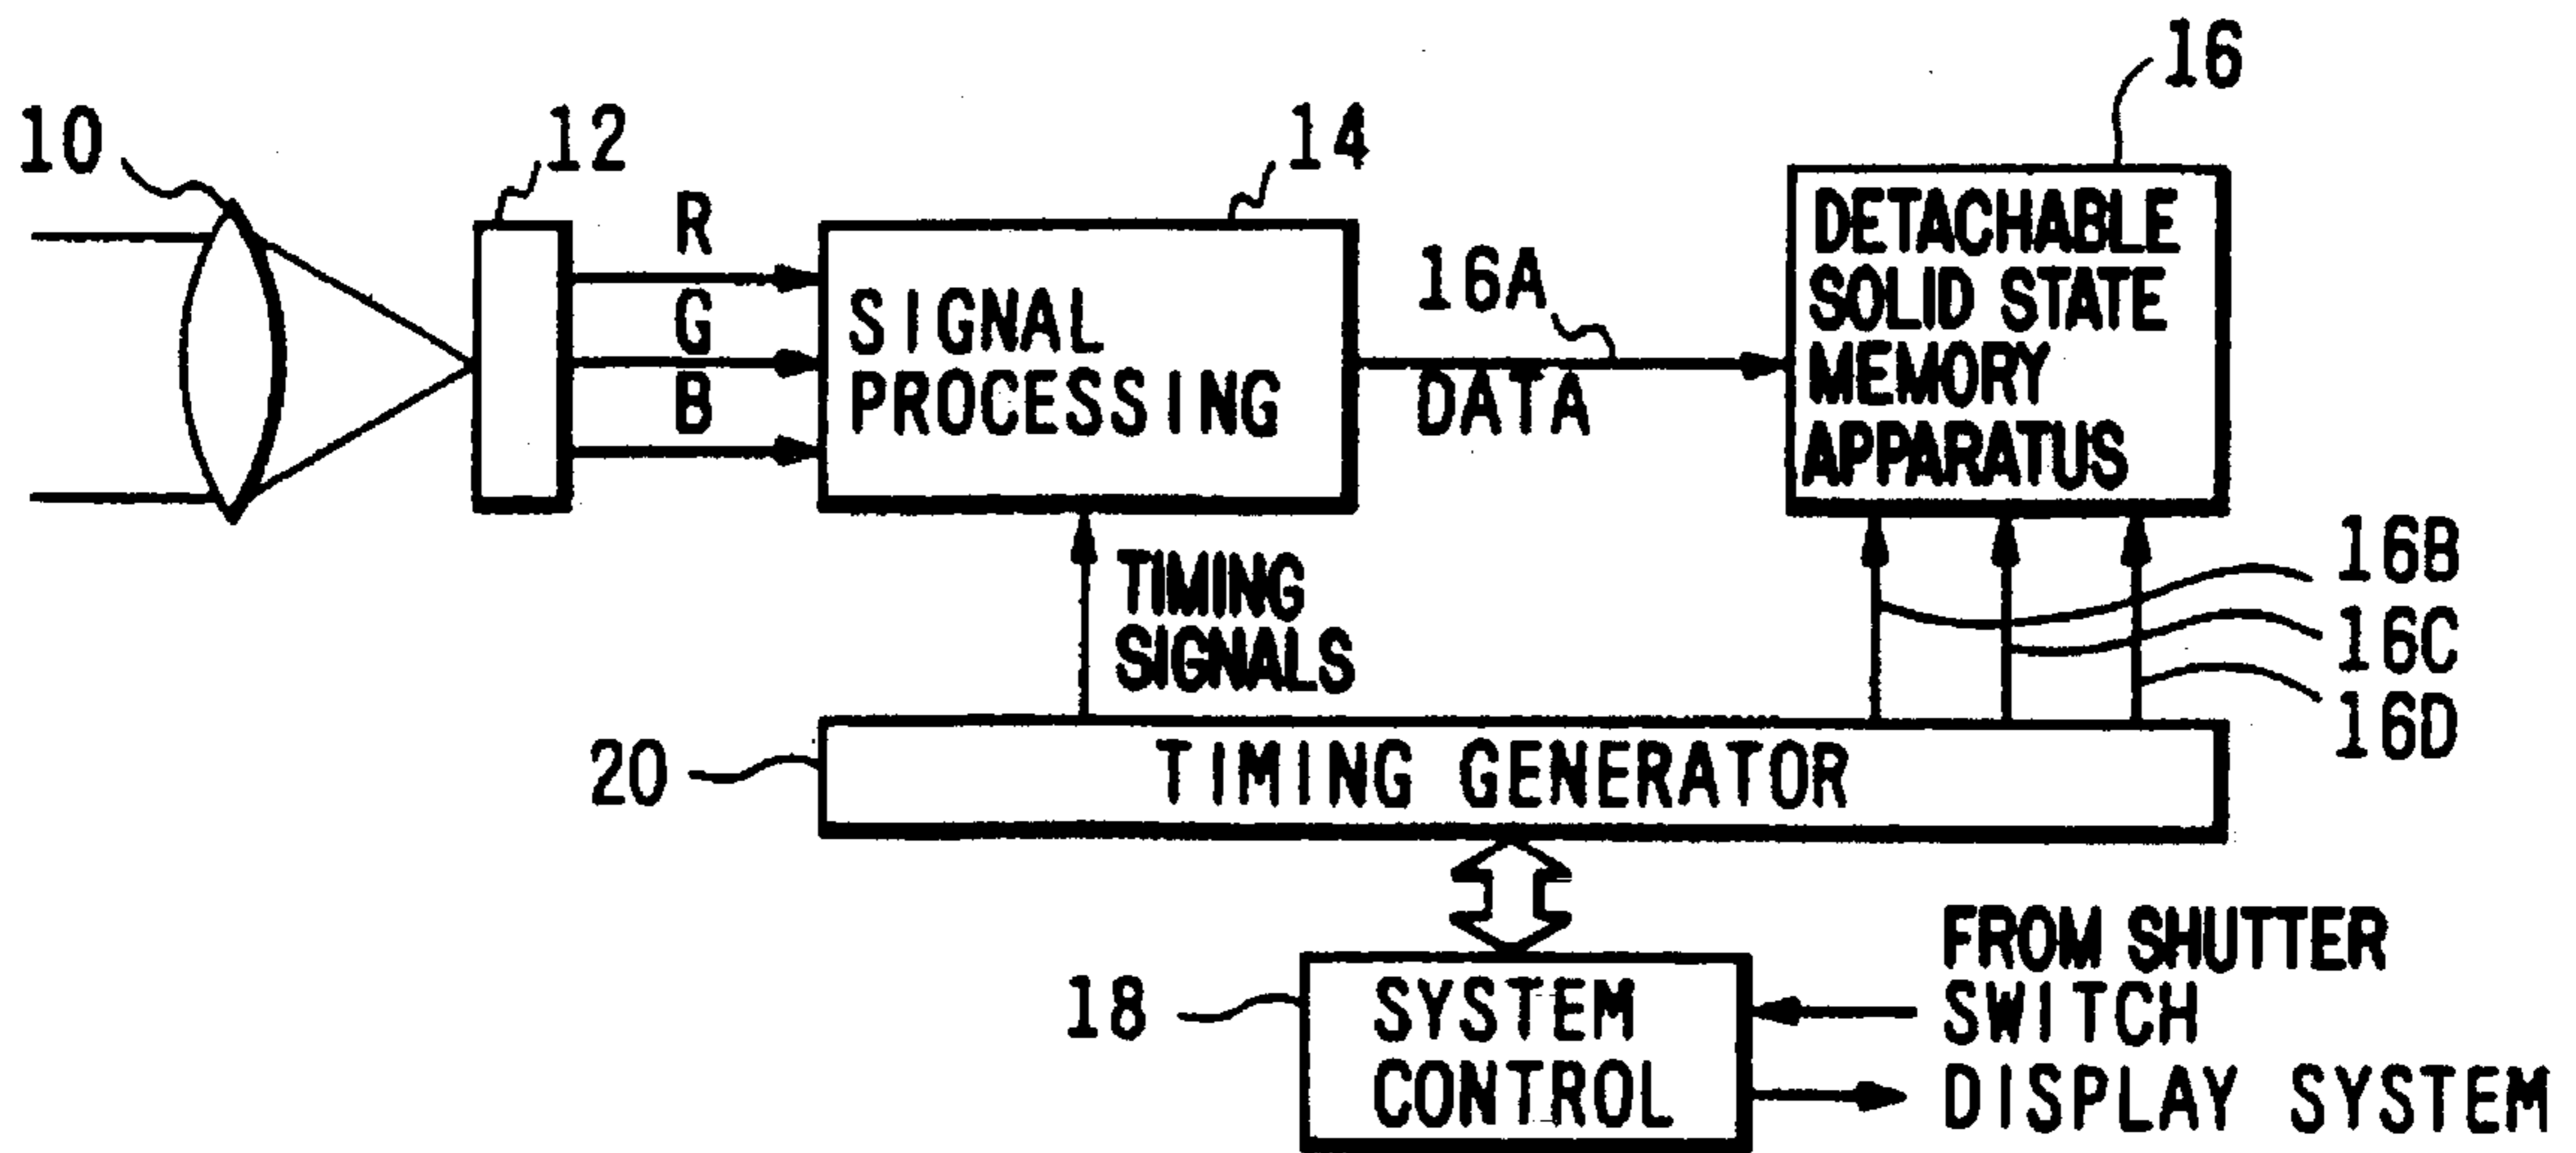 16
10
12
14
R
G
B
SIGNAL
PROCESSING
16A
DATA
DETACHABLE
SOLID STATE
MEMORY
APPARATUS
TIMING
SIGNALS
16B
16C
16D
20
TIMING GENERATOR
18
SYSTEM
CONTROL
FROM SHUTTER
SWITCH
DISPLAY SYSTEM